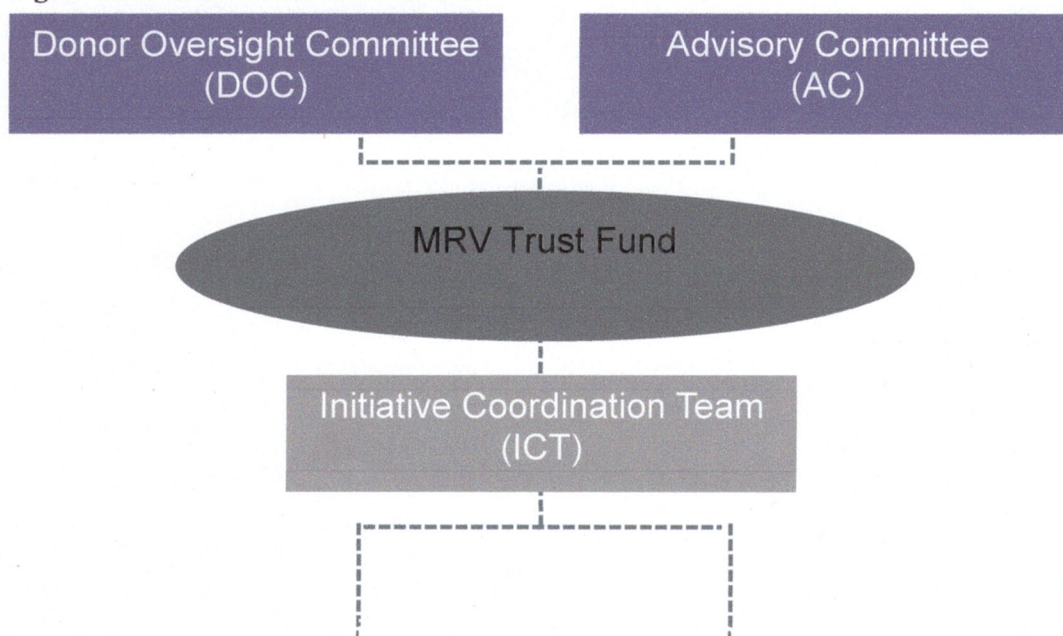 Donor Oversight Committee
(DOC)
Advisory Committee
(AC)
MRV Trust Fund
Initiative Coordination Team
(ICT)